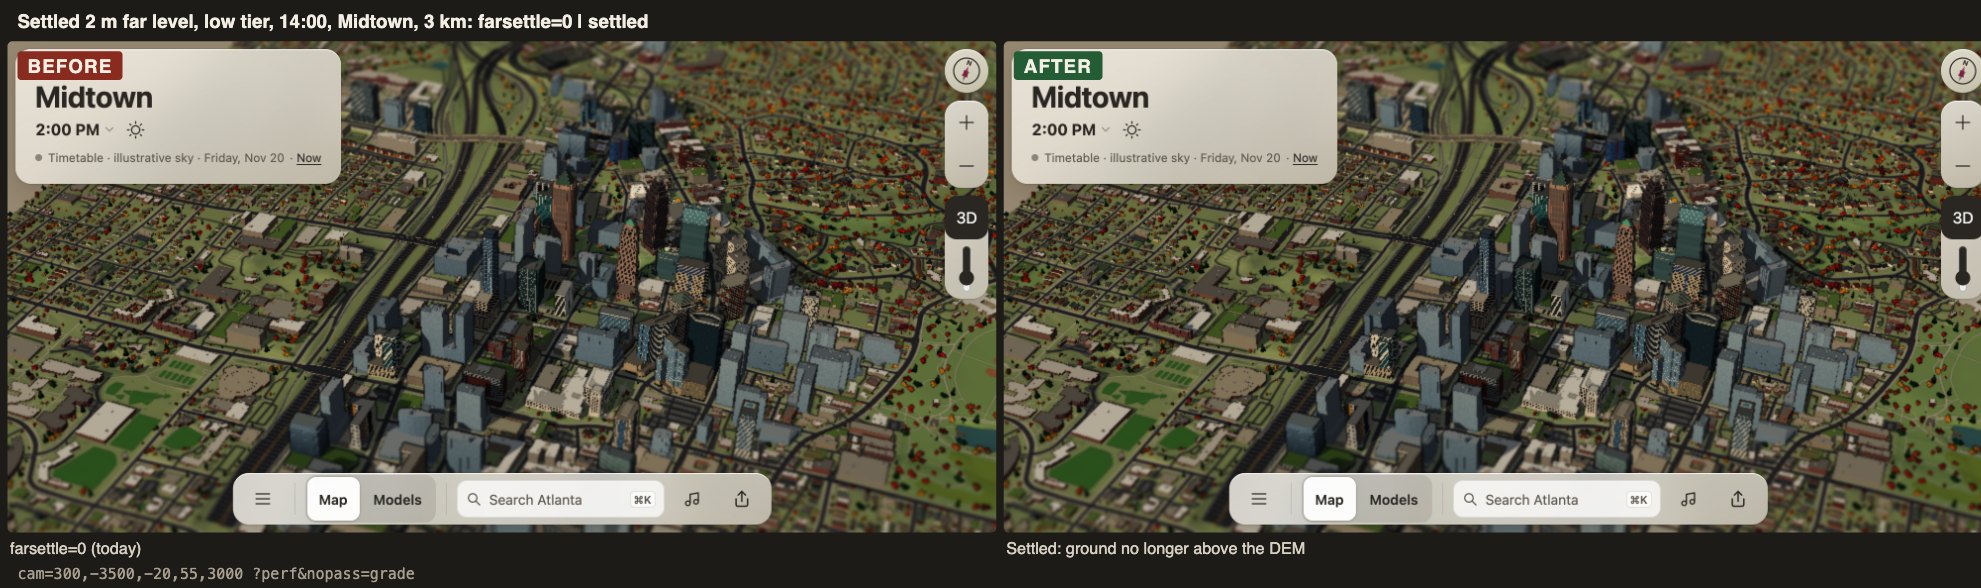 Settled 2 m far level, low tier, 14:00, Midtown, 3 km: farsettle=0 | settled
BEFORE
Midtown
2:00 PM
Timetable · illustrative sky · Friday, Nov 20 · Now
N
+
−
3D
Map
Models
Search Atlanta
⌘K
AFTER
Midtown
2:00 PM
Timetable · illustrative sky · Friday, Nov 20 · Now
N
+
−
3D
Map
Models
Search Atlanta
⌘K
farsettle=0 (today)
Settled: ground no longer above the DEM
cam=300,-3500,-20,55,3000 ?perf&nopass=grade